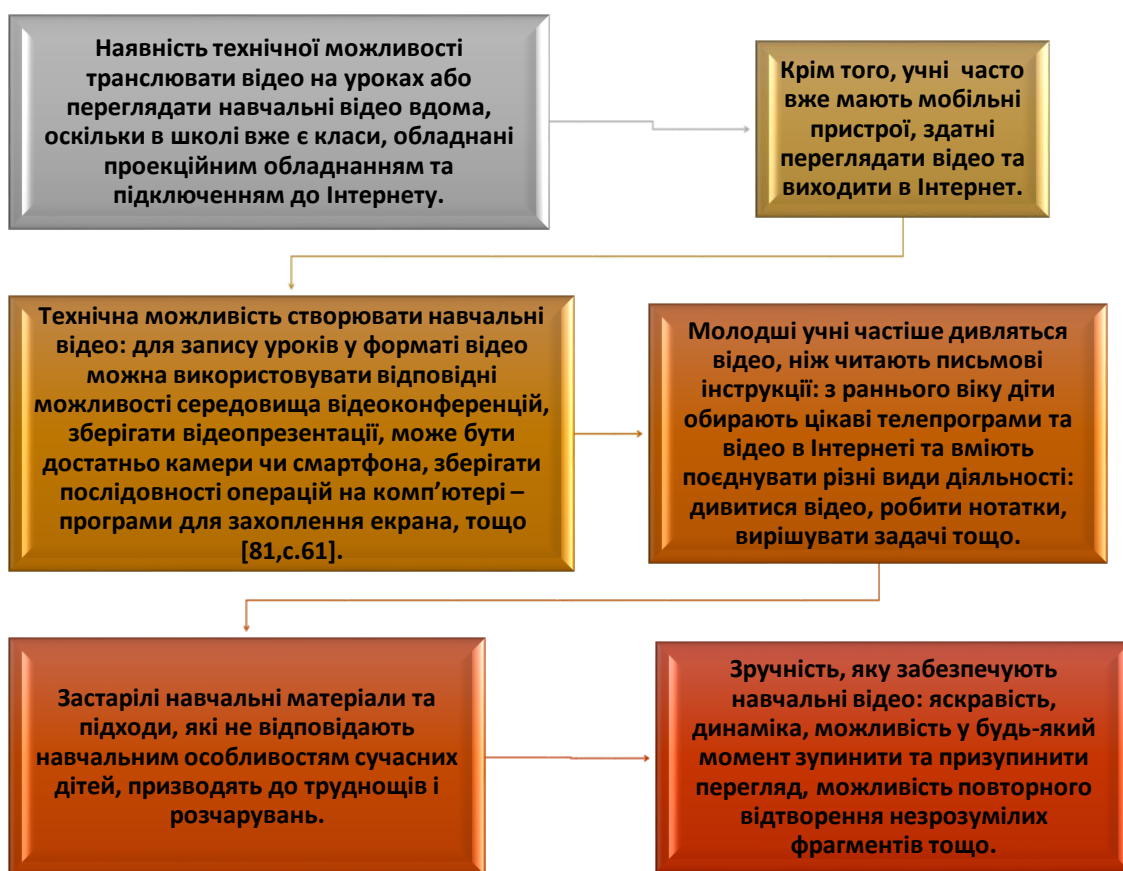 Наявність технічної можливості
транслювати відео на уроках або
переглядати навчальні відео вдома,
оскільки в школі вже є класи, обладнані
проекційним обладнанням та
підключенням до Інтернету.
Крім того, учні часто
вже мають мобільні
пристрої, здатні
переглядати відео та
виходити в Інтернет.
Технічна можливість створювати навчальні
відео: для запису уроків у форматі відео
можна використовувати відповідні
можливості середовища відеоконференцій,
зберігати відеопрезентації, може бути
достатньо камери чи смартфона, зберігати
послідовності операцій на комп’ютері –
програми для захоплення екрана, тощо
[81,с.61].
Молодші учні частіше дивляться
відео, ніж читають письмові
інструкції: з раннього віку діти
обирають цікаві телепрограми та
відео в Інтернеті та вміють
поєднувати різні види діяльності:
дивитися відео, робити нотатки,
вирішувати задачі тощо.
Застарілі навчальні матеріали та
підходи, які не відповідають
навчальним особливостям сучасних
дітей, призводять до труднощів і
розчарувань.
Зручність, яку забезпечують
навчальні відео: яскравість,
динаміка, можливість у будь-який
момент зупинити та призупинити
перегляд, можливість повторного
відтворення незрозумілих
фрагментів тощо.